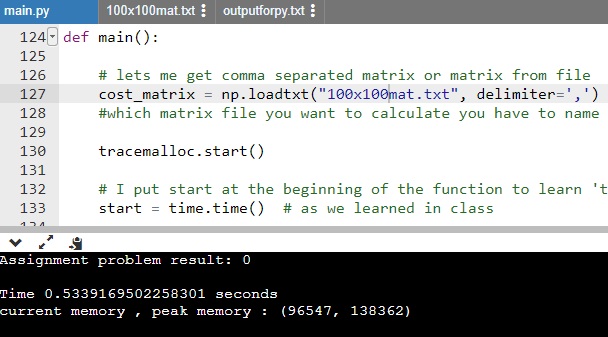 main.py 100x100mat.txt outputforpy.txt
124 def main():
125
126 # lets me get comma separated matrix or matrix from file
127 cost_matrix = np.loadtxt("100x100mat.txt", delimiter=',')
128 #which matrix file you want to calculate you have to name
129
130 tracemalloc.start()
131
132 # I put start at the beginning of the function to learn 't
133 start = time.time() # as we learned in class
Assignment problem result: 0
Time 0.5339169502258301 seconds
current memory , peak memory : (96547, 138362)